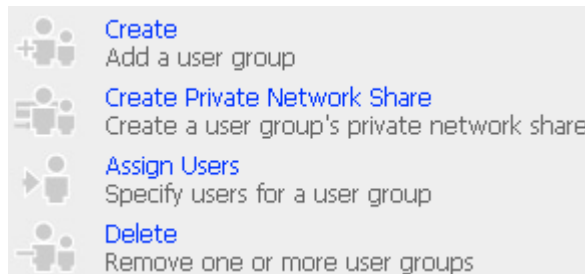 Create
Add a user group
Create Private Network Share
Create a user group's private network share
Assign Users
Specify users for a user group
Delete
Remove one or more user groups